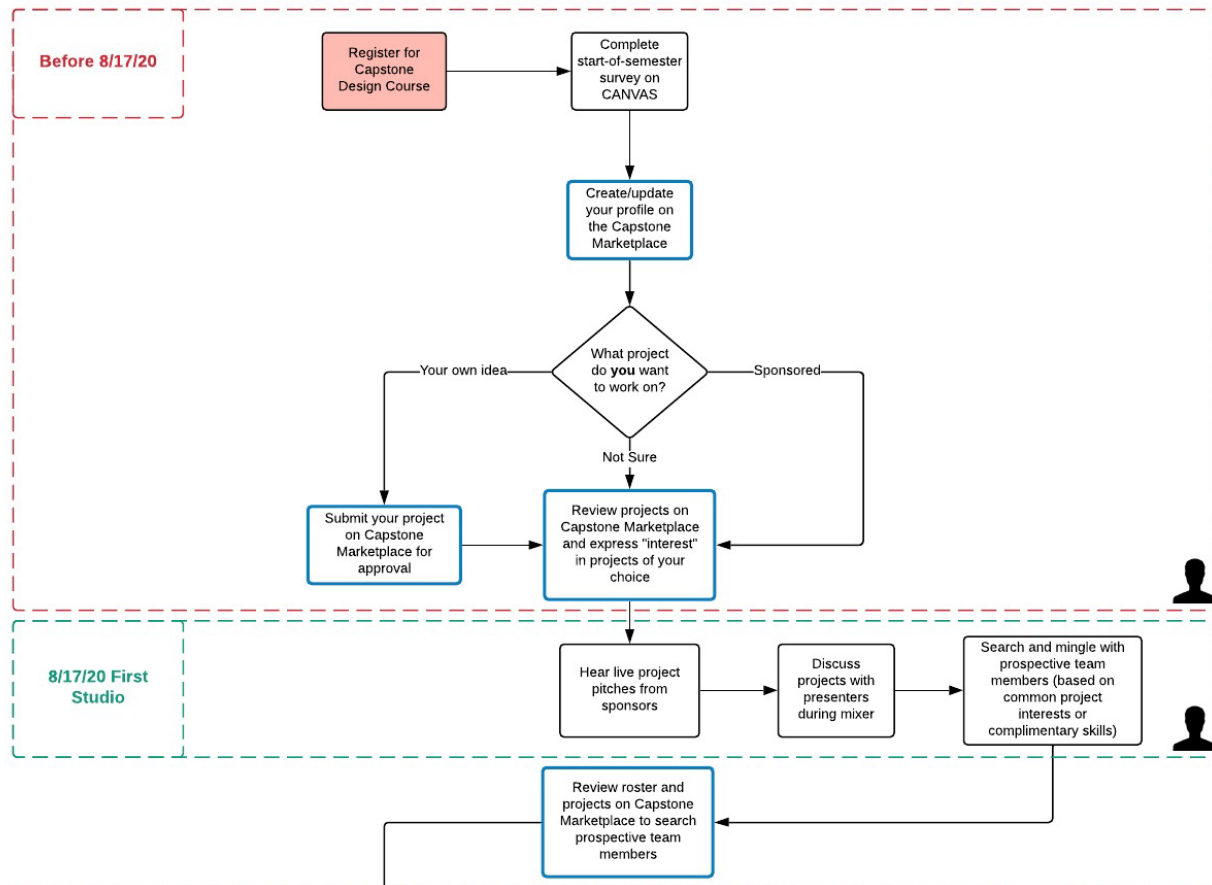 Before 8/17/20
Register for
Capstone
Design Course
Complete
start-of-semester
survey on
CANVAS
Create/update
your profile on
the Capstone
Marketplace
What project
do you want
to work on?
Your own idea
Sponsored
Not Sure
Submit your project
on Capstone
Marketplace for
approval
Review projects on
Capstone Marketplace
and express "interest"
in projects of your
choice
8/17/20 First
Studio
Hear live project
pitches from
sponsors
Discuss
projects with
presenters
during mixer
Search and mingle with
prospective team
members (based on
common project
interests or
complimentary skills)
Review roster and
projects on Capstone
Marketplace to search
prospective team
members